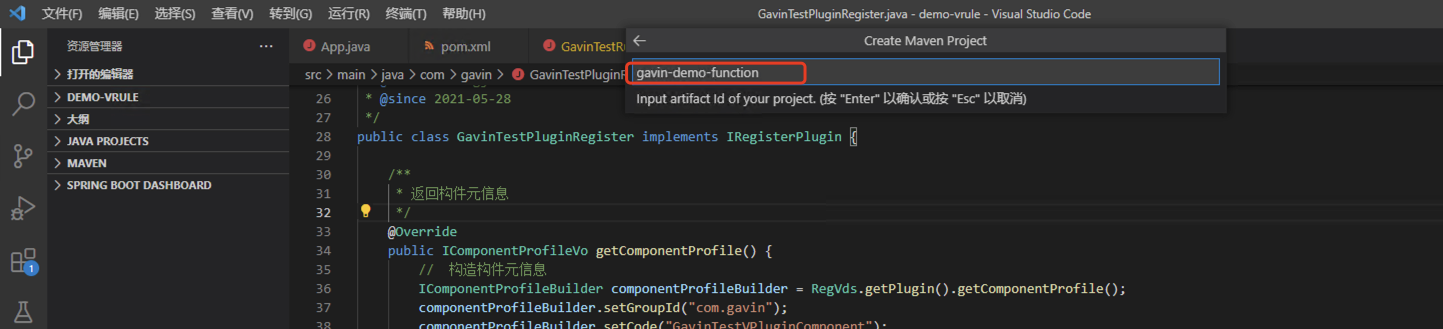 文件(F) 编辑(E) 选择(S) 查看(V) 转到(G) 运行(R) 终端(T) 帮助(H) GavinTestPluginRegister.java - demo-vrule - Visual Studio Code
资源管理器 ···
打开的编辑器
DEMO-VRULE
大纲
JAVA PROJECTS
MAVEN
SPRING BOOT DASHBOARD
1
App.java pom.xml GavinTestRu
src > main > java > com > gavin > GavinTestPluginR
Create Maven Project
gavin-demo-function
Input artifact Id of your project. (按 "Enter" 以确认或按 "Esc" 以取消)
26 * @since 2021-05-28
27 */
28 public class GavinTestPluginRegister implements IRegisterPlugin {
29
30 /**
31 * 返回构件元信息
32 */
33 @Override
34 public IComponentProfileVo getComponentProfile() {
35 // 构造构件元信息
36 IComponentProfileBuilder componentProfileBuilder = RegVds.getPlugin().getComponentProfile();
37 componentProfileBuilder.setGroupId("com.gavin");
38 componentProfileBuilder.setCode("GavinTestVPluginComponent");